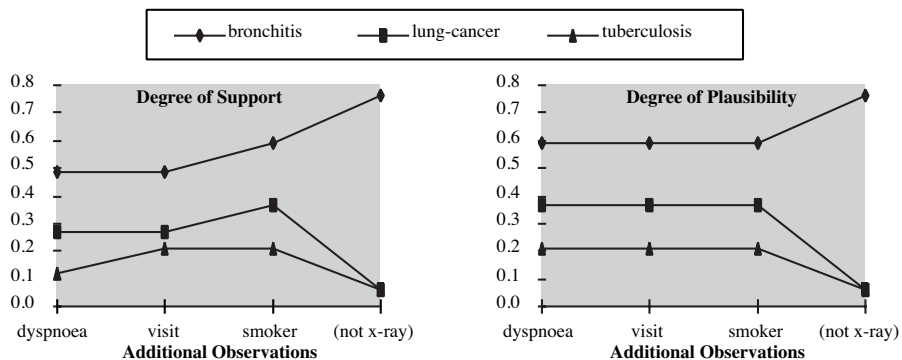 bronchitis lung-cancer tuberculosis
Degree of Support
0.8
0.7
0.6
0.5
0.4
0.3
0.2
0.1
0.0
dyspnoea visit smoker (not x-ray)
Additional Observations
Degree of Plausibility
0.8
0.7
0.6
0.5
0.4
0.3
0.2
0.1
0.0
dyspnoea visit smoker (not x-ray)
Additional Observations